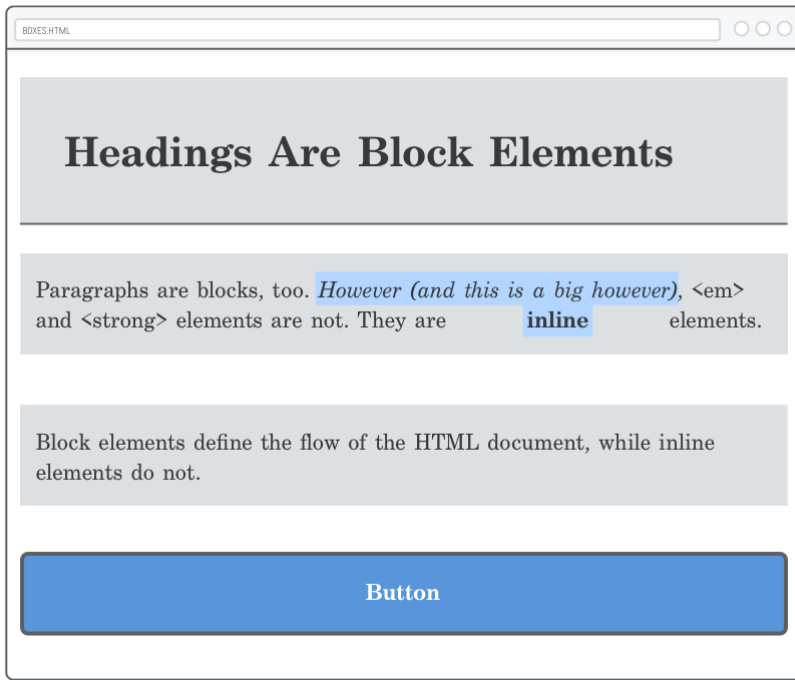 BOXES.HTML
Headings Are Block Elements
Paragraphs are blocks, too. However (and this is a big however), <em>
and <strong> elements are not. They are inline elements.
Block elements define the flow of the HTML document, while inline
elements do not.
Button